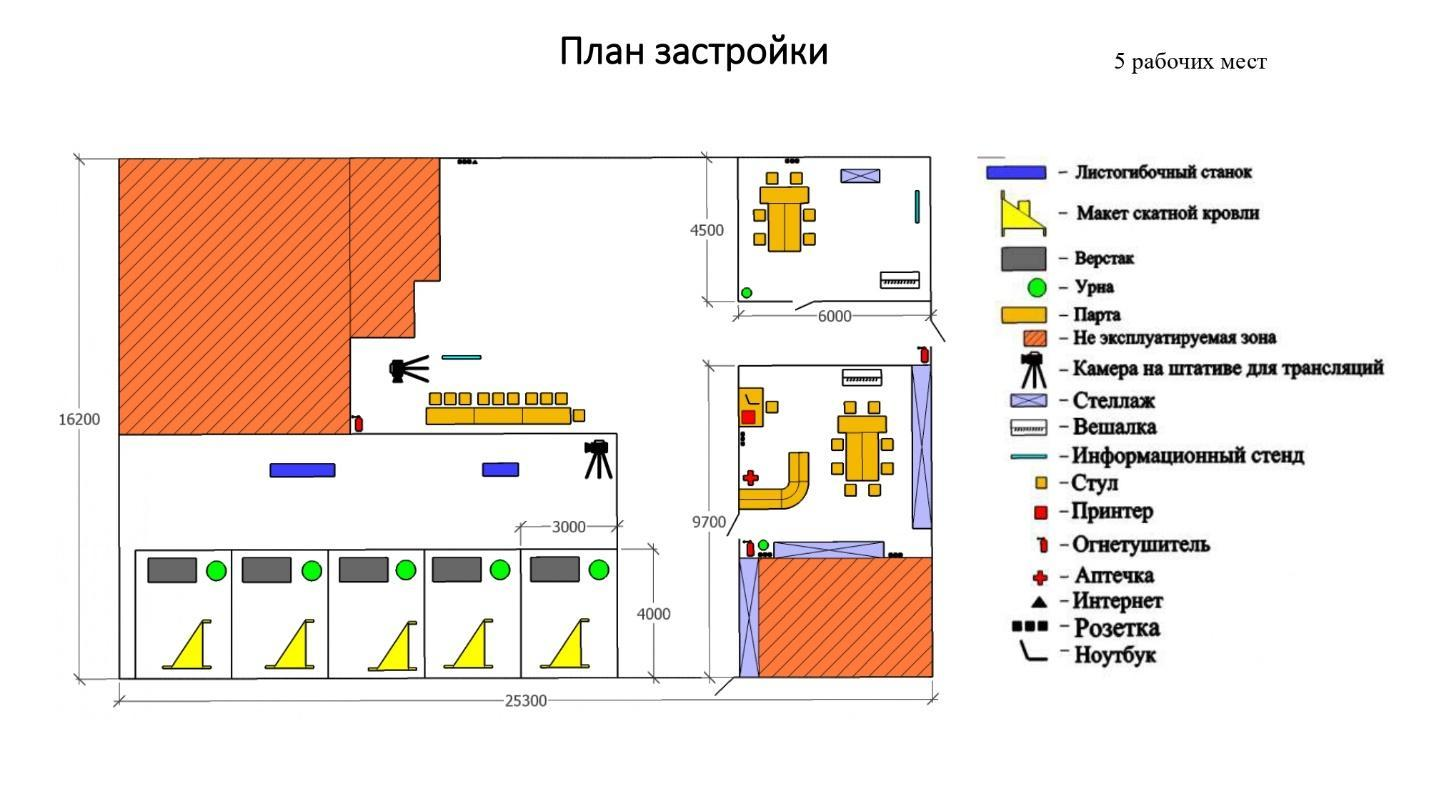 План застройки
5 рабочих мест
16200
4500
6000
9700
3000
4000
25300
– Листогибочный станок
– Макет скатной кровли
– Верстак
– Урна
– Парта
– Не эксплуатируемая зона
– Камера на штативе для трансляций
– Стеллаж
– Вешалка
– Информационный стенд
– Стул
– Принтер
– Огнетушитель
– Аптечка
– Интернет
– Розетка
– Ноутбук